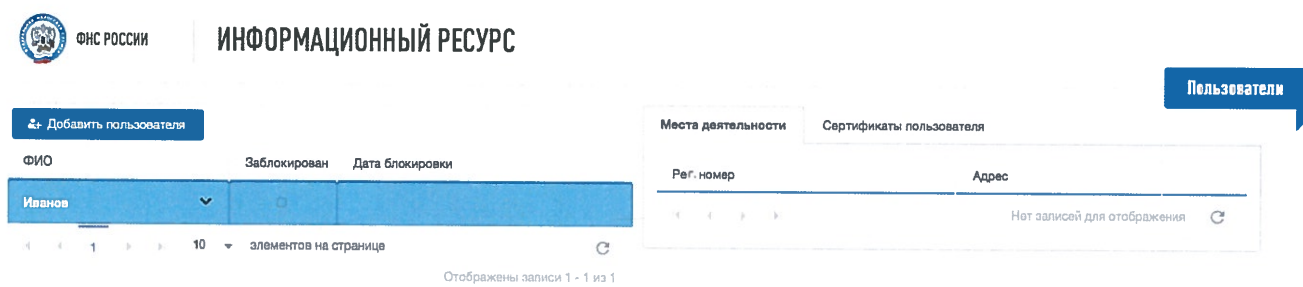 ФНС РОССИИ
ИНФОРМАЦИОННЫЙ РЕСУРС
Пользователи
Добавить пользователя
ФИО Заблокирован Дата блокировки
Иванов
1 10 элементов на странице
Отображены записи 1 - 1 из 1
Места деятельности Сертификаты пользователя
Рег. номер Адрес
Нет записей для отображения